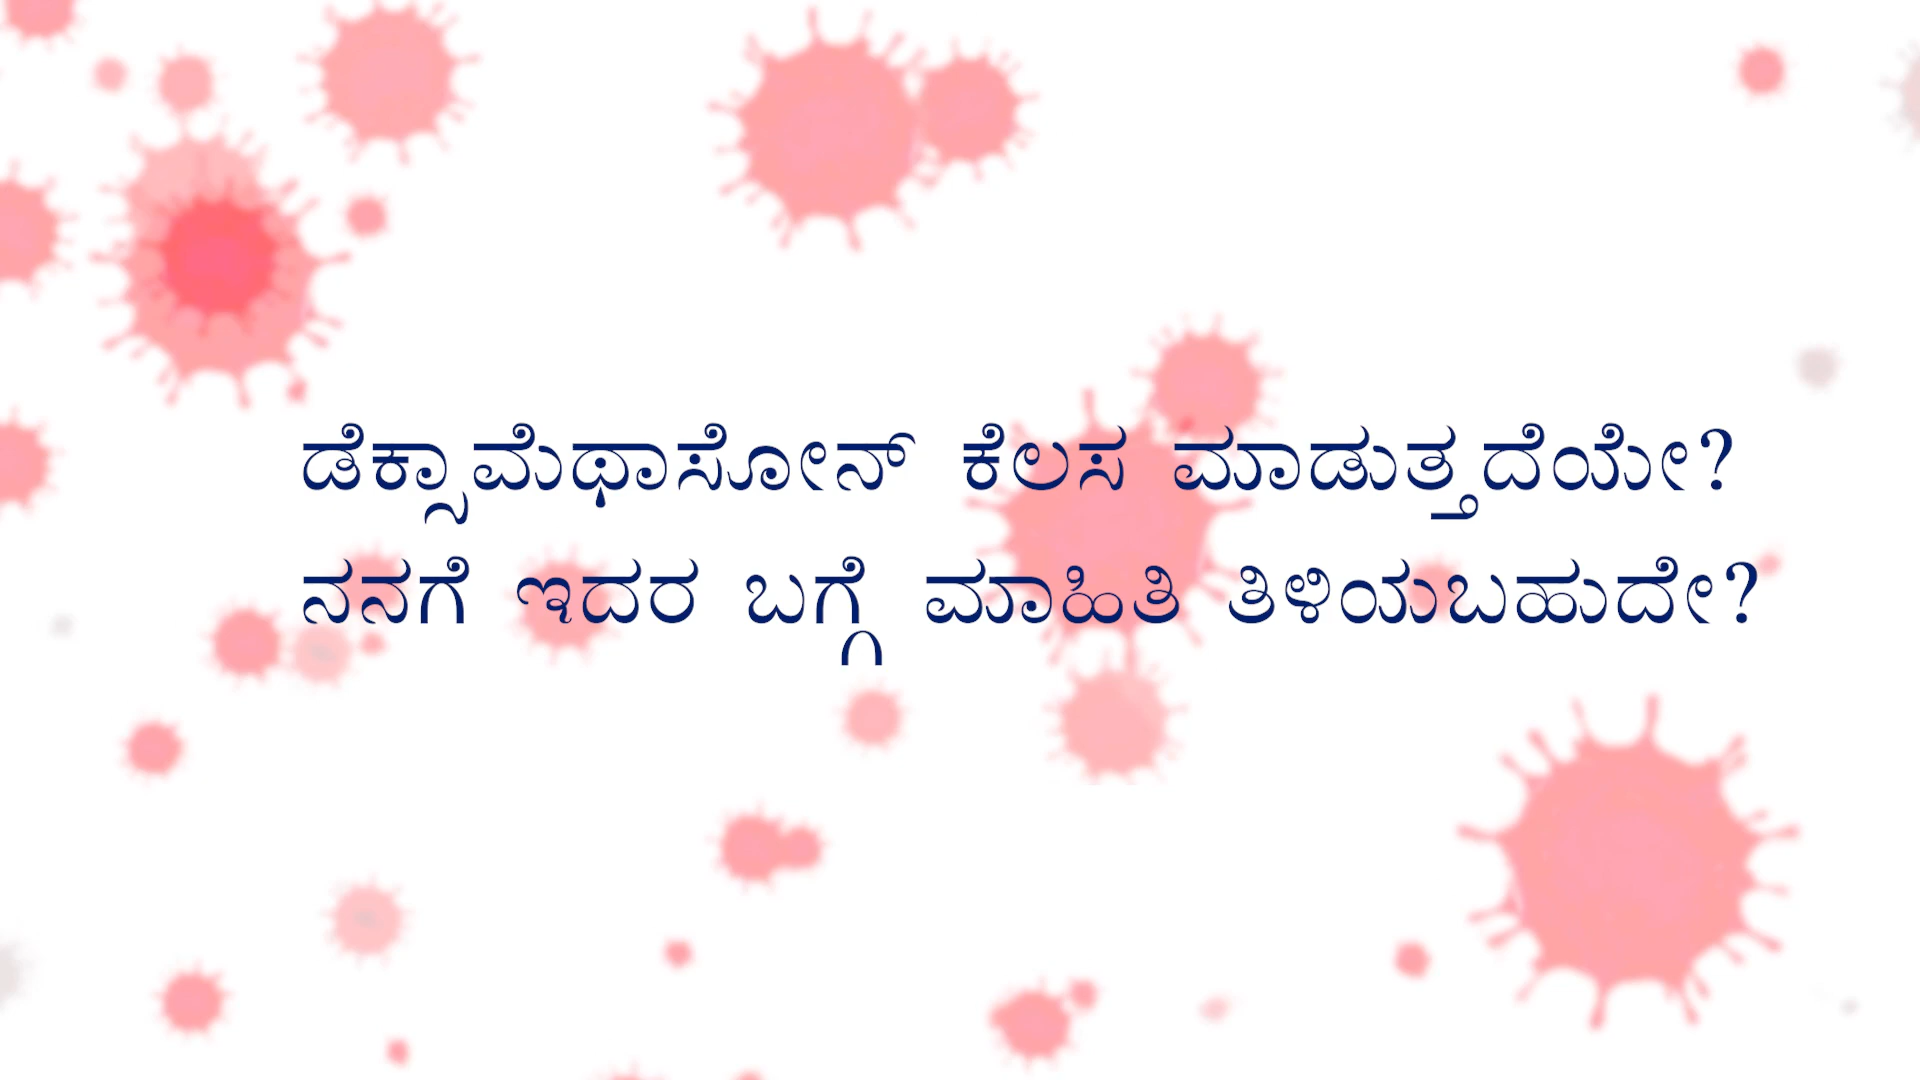 ಡೆಕ್ಸಾಮೆಥಾಸೋನ್ ಕೆಲಸ ಮಾಡುತ್ತದೆಯೇ?
ನನಗೆ ಇದರ ಬಗ್ಗೆ ಮಾಹಿತಿ ತಿಳಿಯಬಹುದೇ?